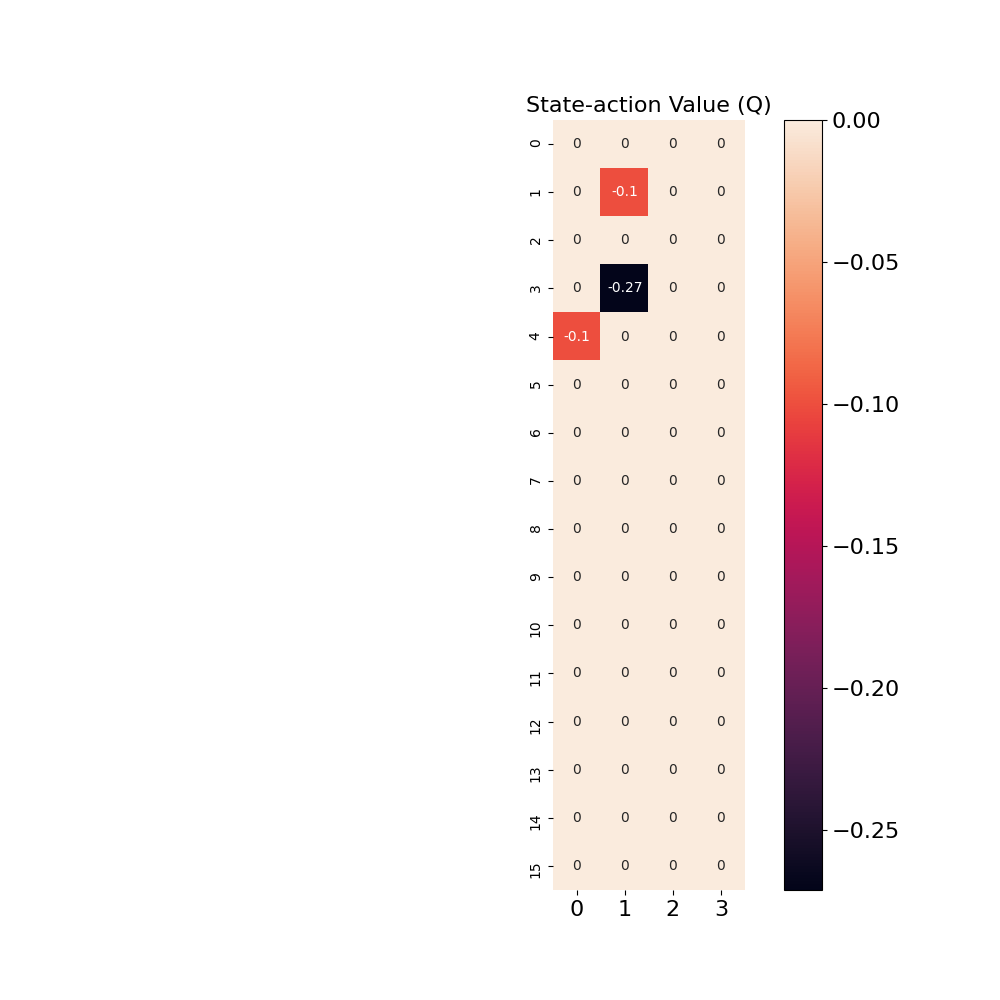 State-action Value (Q)
0 0 0 0 0
1 0 -0.1 0 0
2 0 0 0 0
3 0 -0.27 0 0
4 -0.1 0 0 0
5 0 0 0 0
6 0 0 0 0
7 0 0 0 0
8 0 0 0 0
9 0 0 0 0
10 0 0 0 0
11 0 0 0 0
12 0 0 0 0
13 0 0 0 0
14 0 0 0 0
15 0 0 0 0
0 1 2 3
0.00
−0.05
−0.10
−0.15
−0.20
−0.25